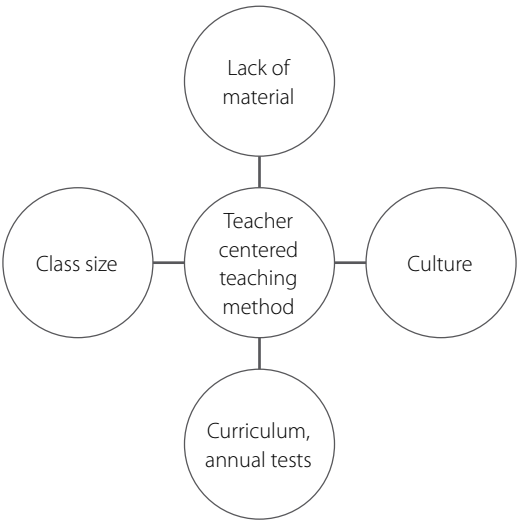 Lack of
material
Class size
Teacher
centered
teaching
method
Culture
Curriculum,
annual tests